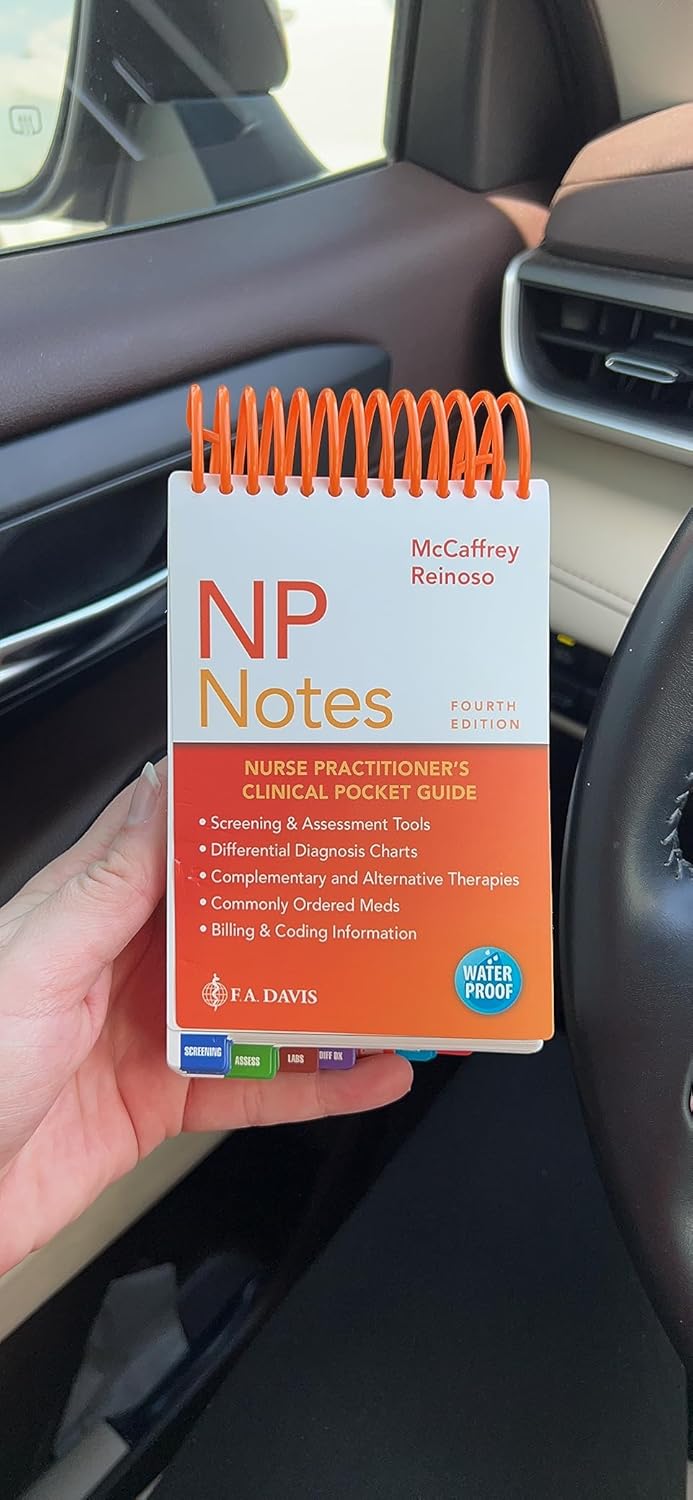 McCaffrey
Reinoso
NP
Notes
FOURTH
EDITION
NURSE PRACTITIONER'S
CLINICAL POCKET GUIDE
• Screening & Assessment Tools
• Differential Diagnosis Charts
• Complementary and Alternative Therapies
• Commonly Ordered Meds
• Billing & Coding Information
WATER
PROOF
F.A. DAVIS
SCREENING
ASSESS
LABS
DIFF DX